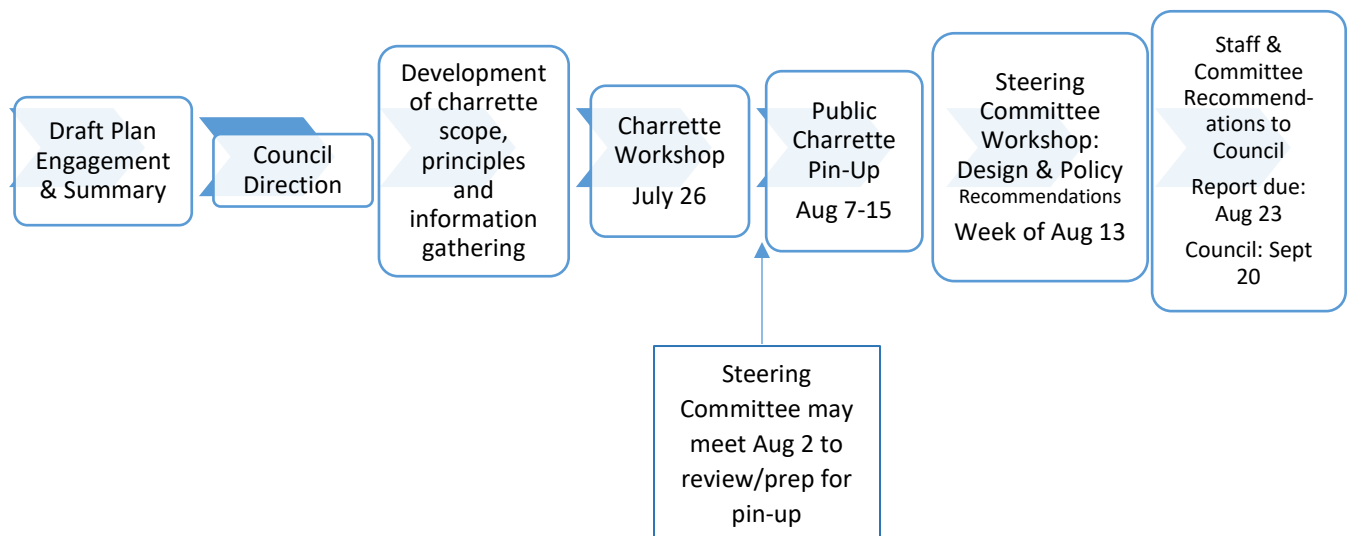 Draft Plan
Engagement
& Summary
Council
Direction
Development
of charrette
scope,
principles
and
information
gathering
Charrette
Workshop
July 26
Public
Charrette
Pin-Up
Aug 7-15
Steering
Committee
Workshop:
Design & Policy
Recommendations
Week of Aug 13
Staff &
Committee
Recommend-
ations to
Council
Report due:
Aug 23
Council: Sept
20
Steering
Committee may
meet Aug 2 to
review/prep for
pin-up